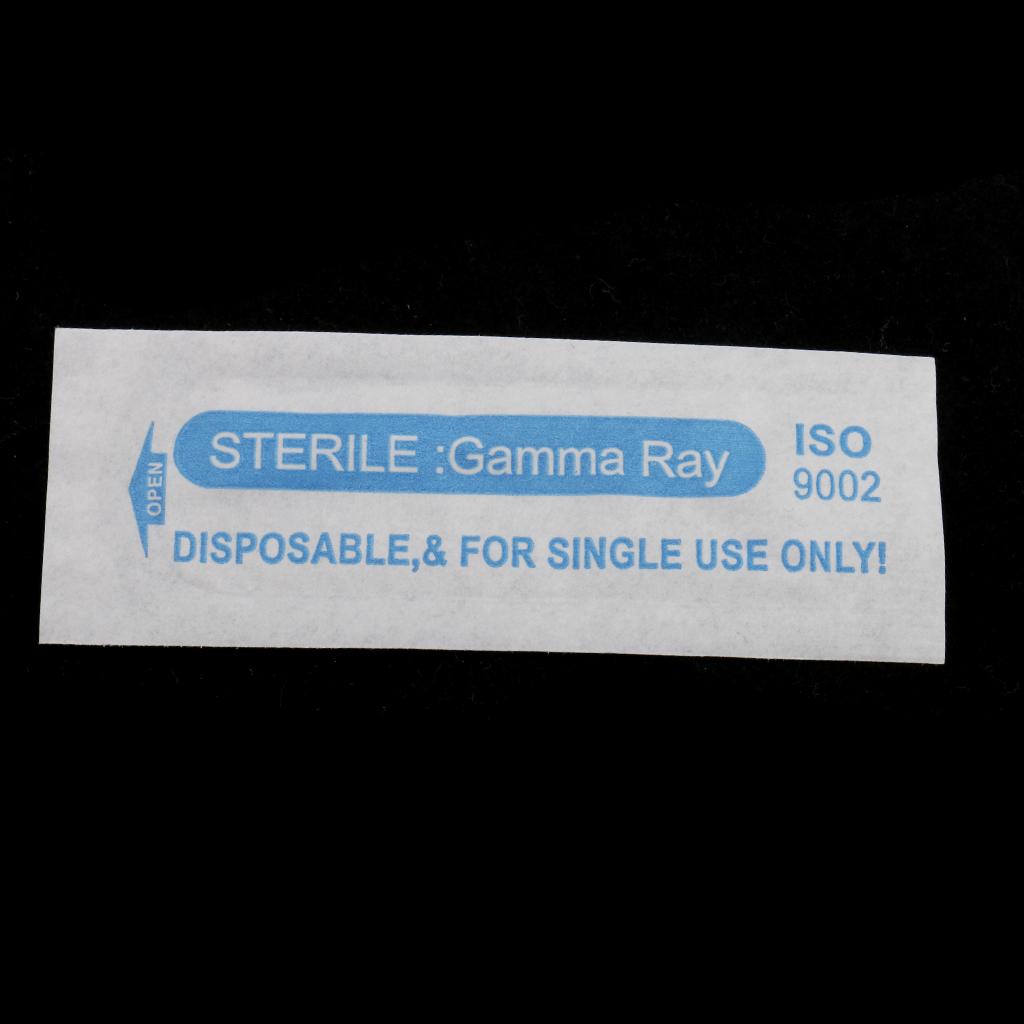 OPEN
STERILE :Gamma Ray
ISO
9002
DISPOSABLE,& FOR SINGLE USE ONLY!